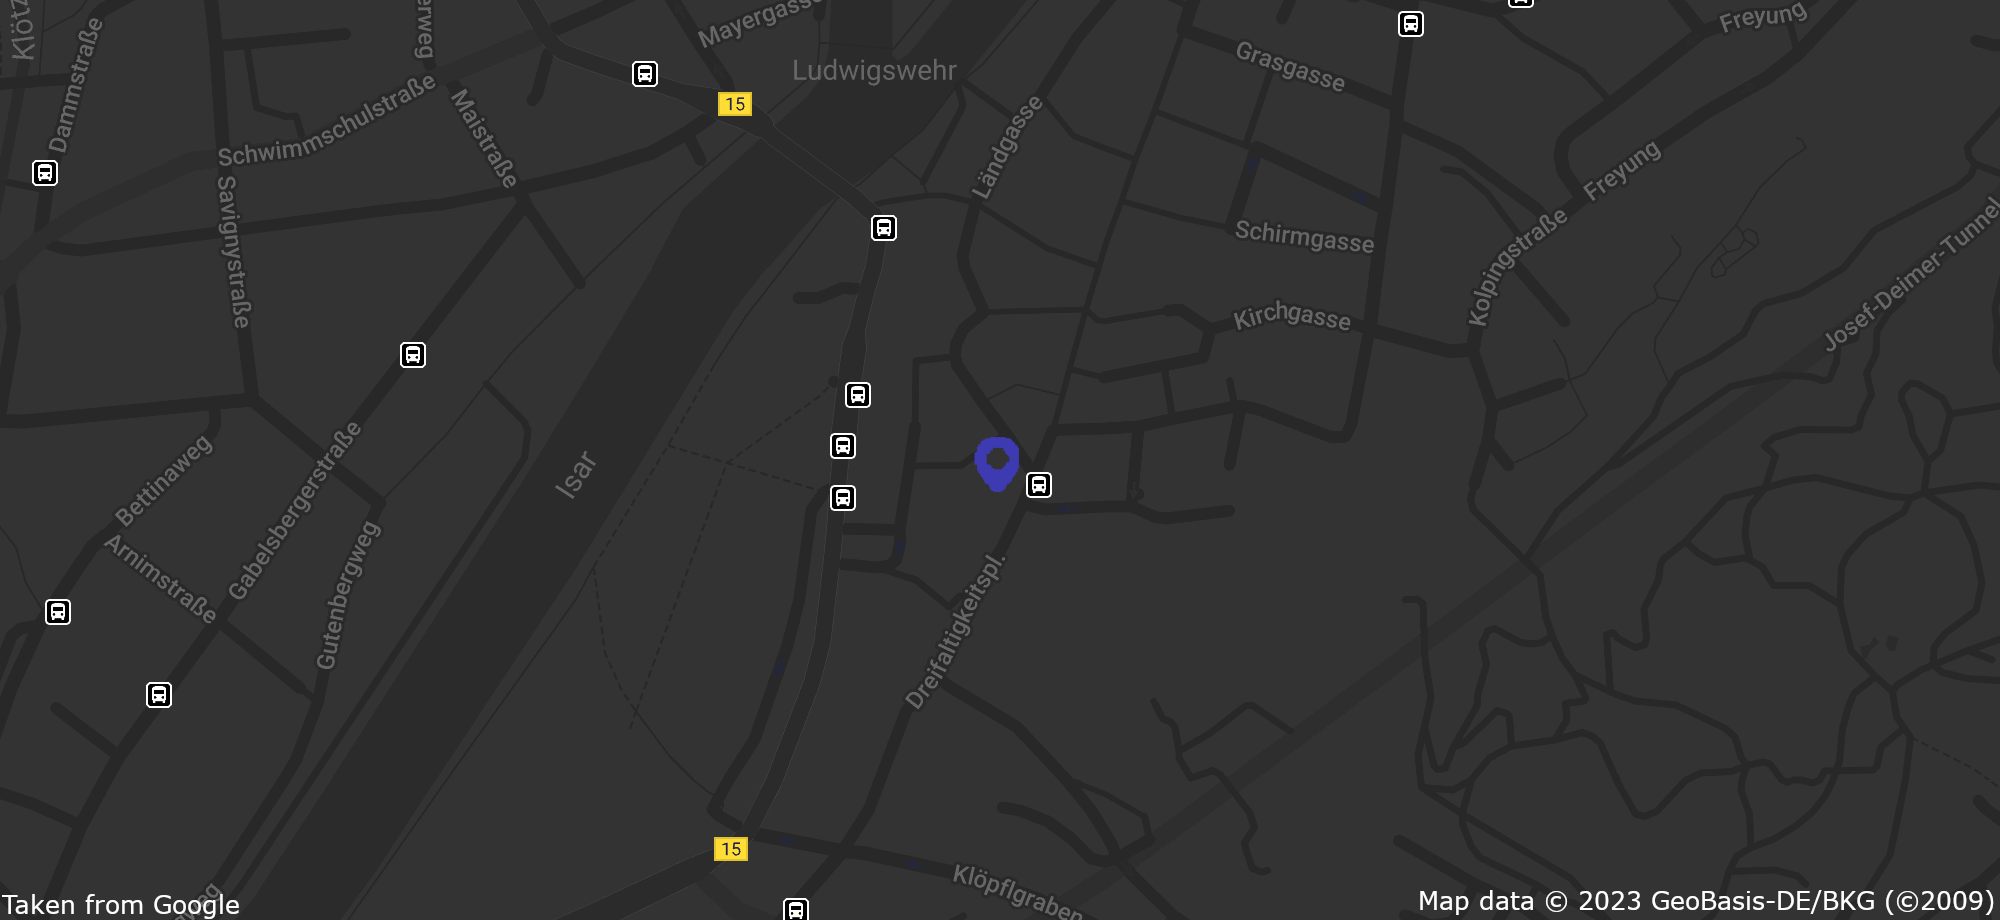 Mayergasse
Freyung
Klötz
erweg
Dammstraße
Ludwigswehr
Grasgasse
15
Schwimmschulstraße
Maistraße
Ländgasse
Freyung
Savignystraße
Schirmgasse
Kolpingstraße
Josef-Deimer-Tunnel
Kirchgasse
Bettinaweg
Gabelsbergerstraße
Isar
Arnimstraße
Gutenbergweg
Dreifaltigkeitspl.
15
Klöpflgraben
weg
Taken from Google
Map data © 2023 GeoBasis-DE/BKG (©2009)